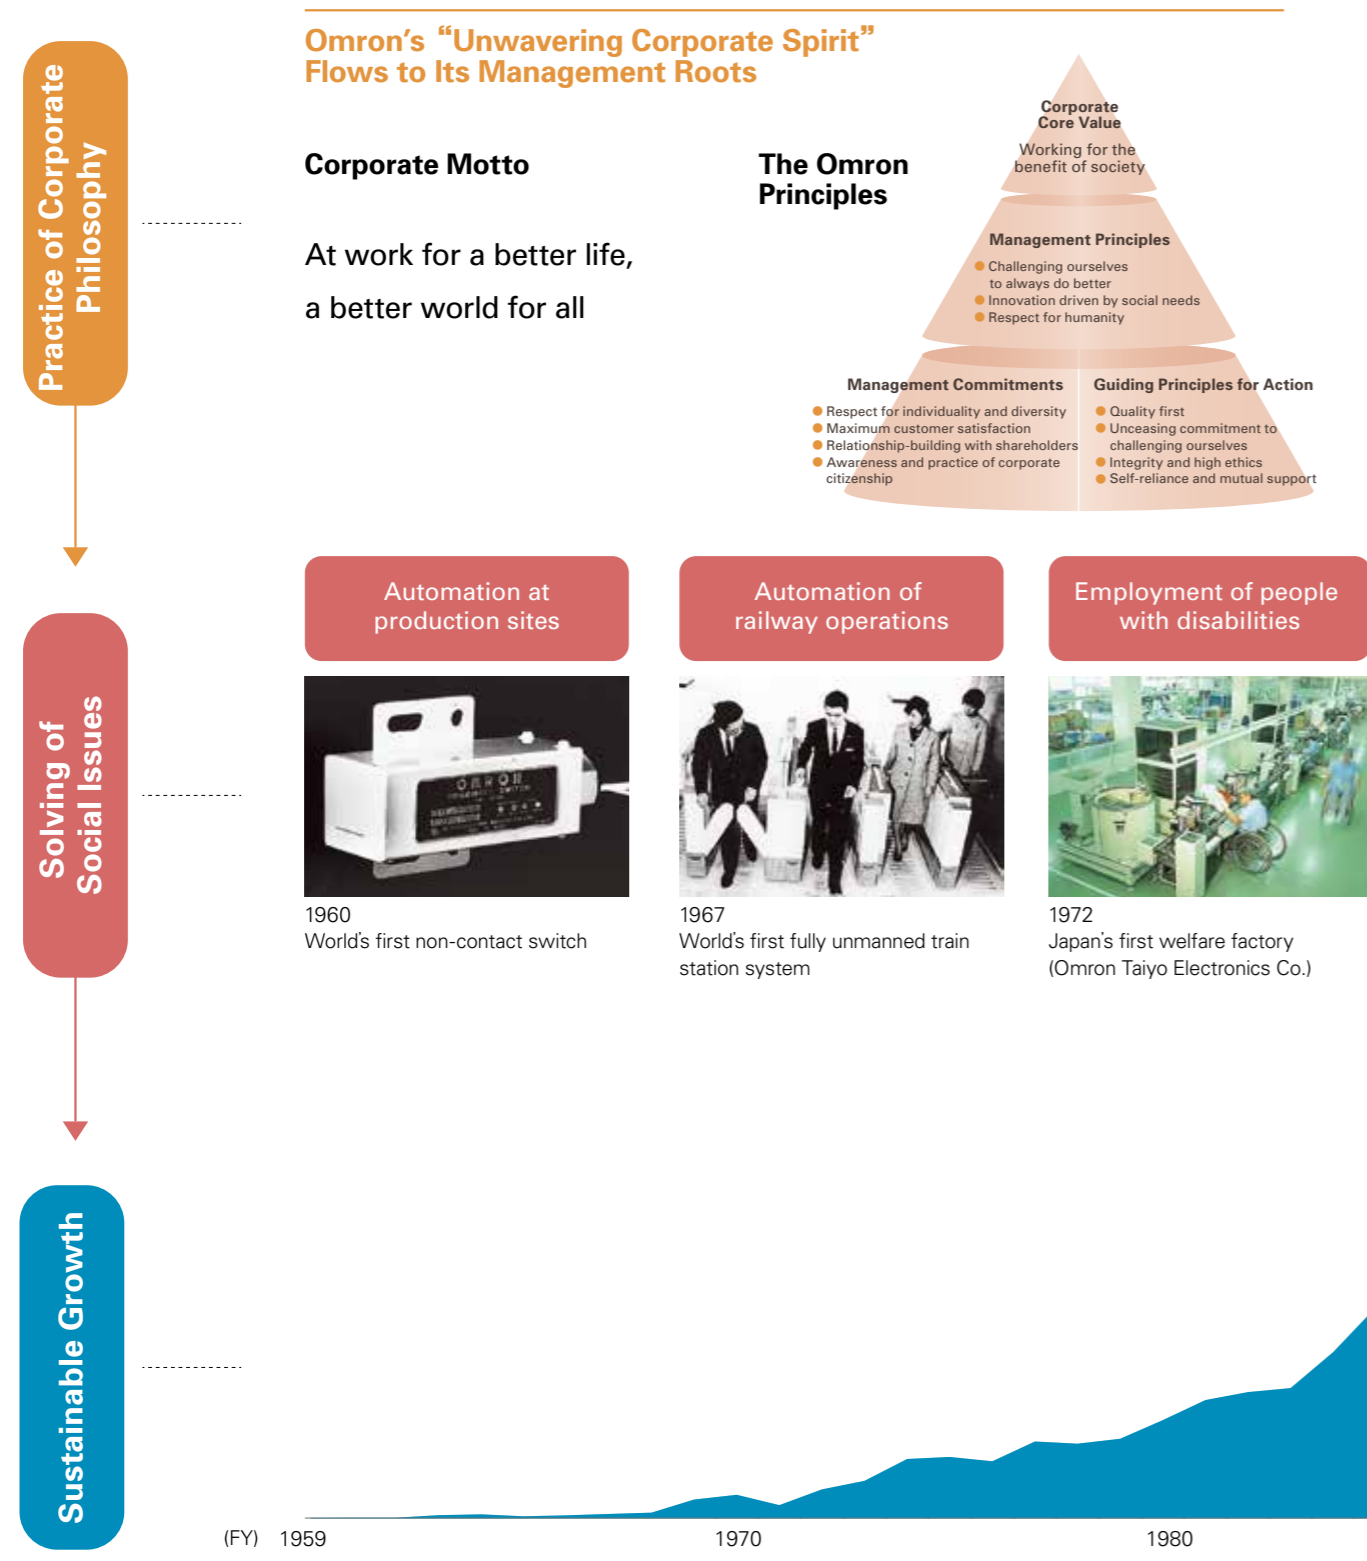 Practice of Corporate
Philosophy
Omron’s “Unwavering Corporate Spirit”
Flows to Its Management Roots
Corporate Motto
At work for a better life,
a better world for all
The Omron
Principles
Corporate
Core Value
Working for the
benefit of society
Management Principles
● Challenging ourselves
to always do better
● Innovation driven by social needs
● Respect for humanity
Management Commitments
● Respect for individuality and diversity
● Maximum customer satisfaction
● Relationship-building with shareholders
● Awareness and practice of corporate
citizenship
Guiding Principles for Action
● Quality first
● Unceasing commitment to
challenging ourselves
● Integrity and high ethics
● Self-reliance and mutual support
Solving of
Social Issues
Automation at
production sites
OMRON
1960
World’s first non-contact switch
Automation of
railway operations
1967
World’s first fully unmanned train
station system
Employment of people
with disabilities
1972
Japan’s first welfare factory
(Omron Taiyo Electronics Co.)
Sustainable Growth
(FY) 1959 1970 1980